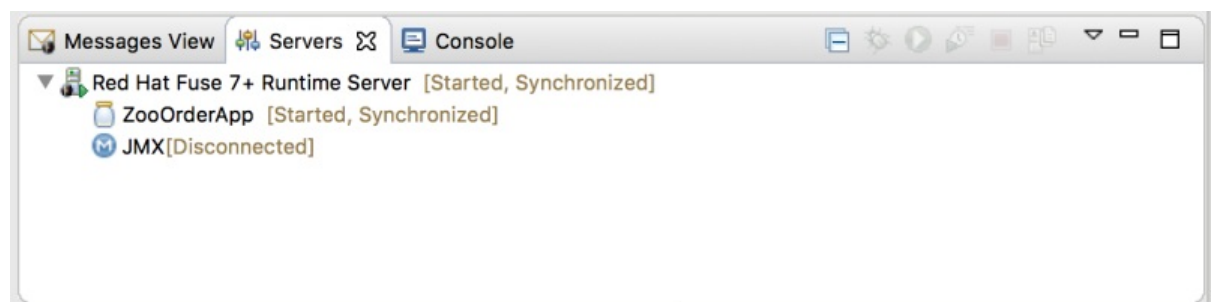 Messages View Servers Console
Red Hat Fuse 7+ Runtime Server [Started, Synchronized]
ZooOrderApp [Started, Synchronized]
JMX[Disconnected]